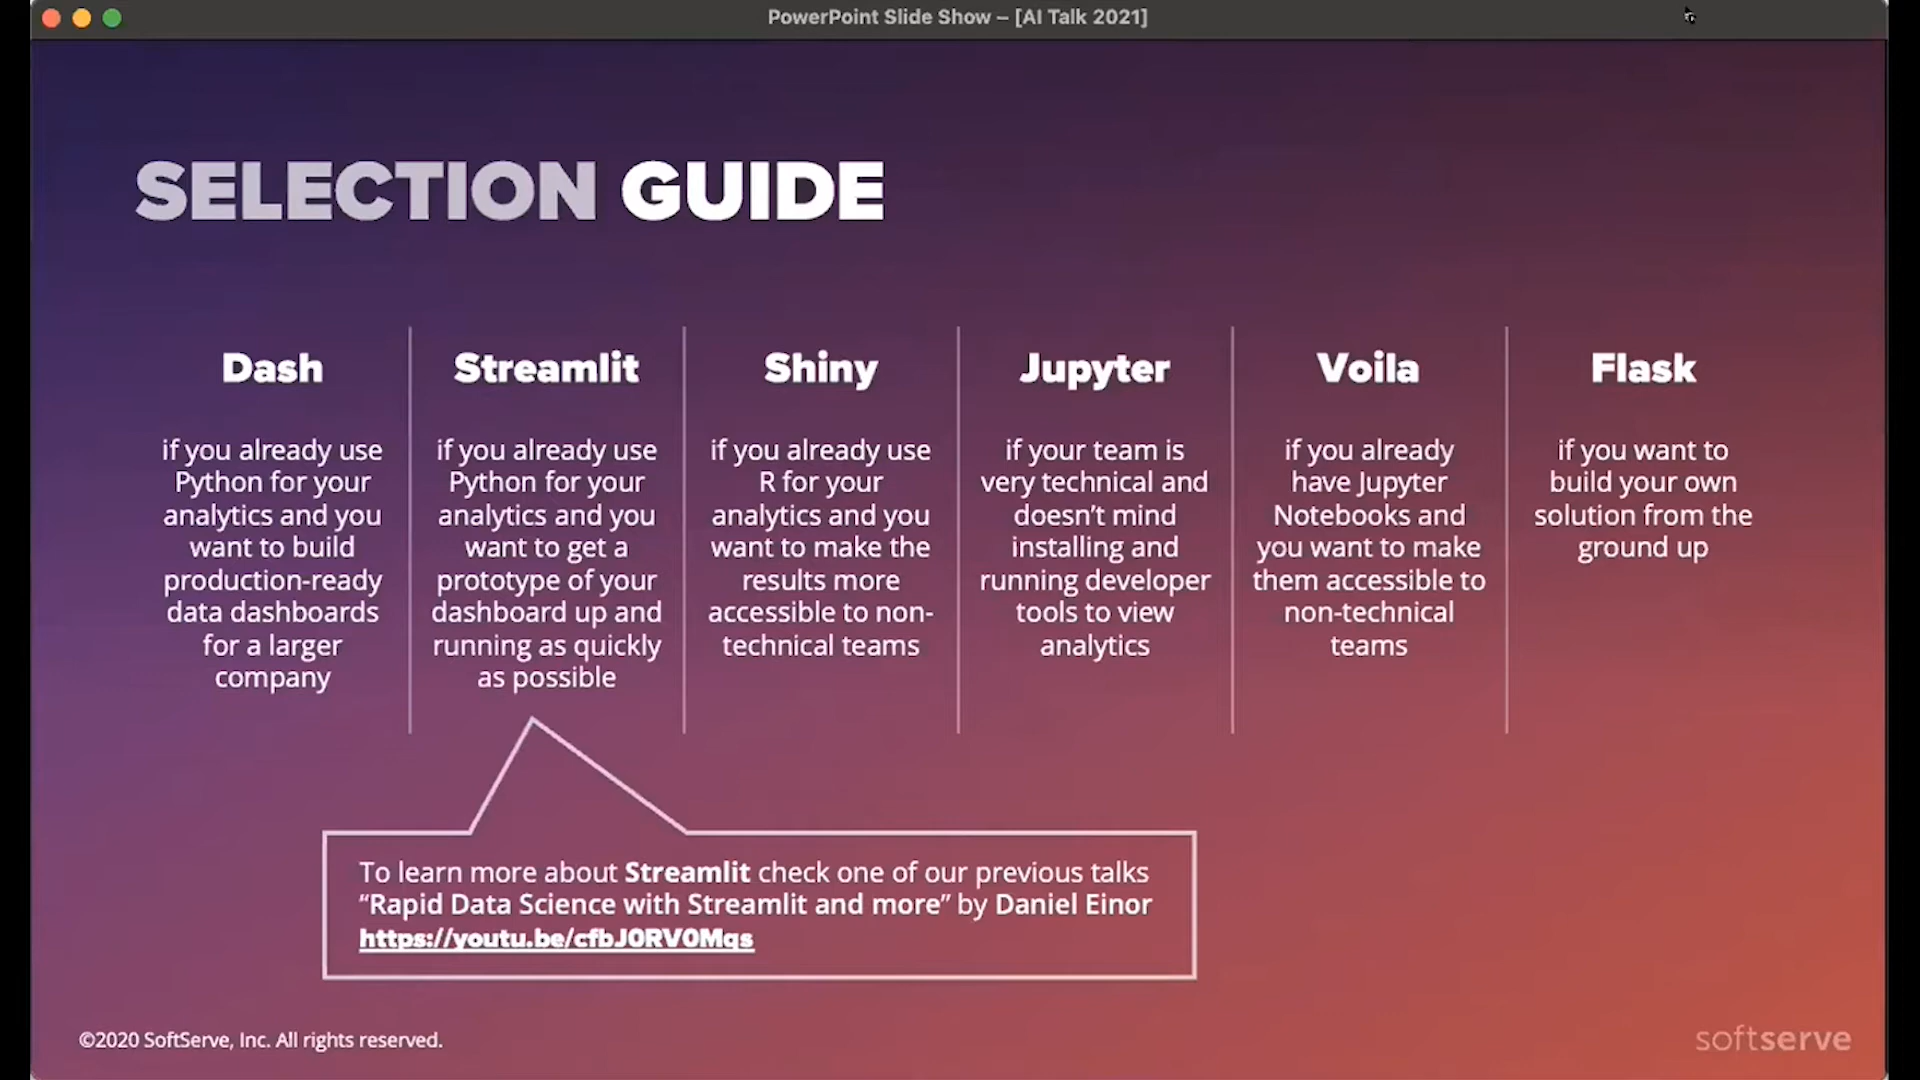 PowerPoint Slide Show – [AI Talk 2021]
SELECTION GUIDE
Dash
if you already use
Python for your
analytics and you
want to build
production-ready
data dashboards
for a larger
company
Streamlit
if you already use
Python for your
analytics and you
want to get a
prototype of your
dashboard up and
running as quickly
as possible
Shiny
if you already use
R for your
analytics and you
want to make the
results more
accessible to non-
technical teams
Jupyter
if your team is
very technical and
doesn’t mind
installing and
running developer
tools to view
analytics
Voila
if you already
have Jupyter
Notebooks and
you want to make
them accessible to
non-technical
teams
Flask
if you want to
build your own
solution from the
ground up
To learn more about Streamlit check one of our previous talks
“Rapid Data Science with Streamlit and more” by Daniel Einor
https://youtu.be/cfbJ0RV0Mqs
©2020 SoftServe, Inc. All rights reserved.
softserve